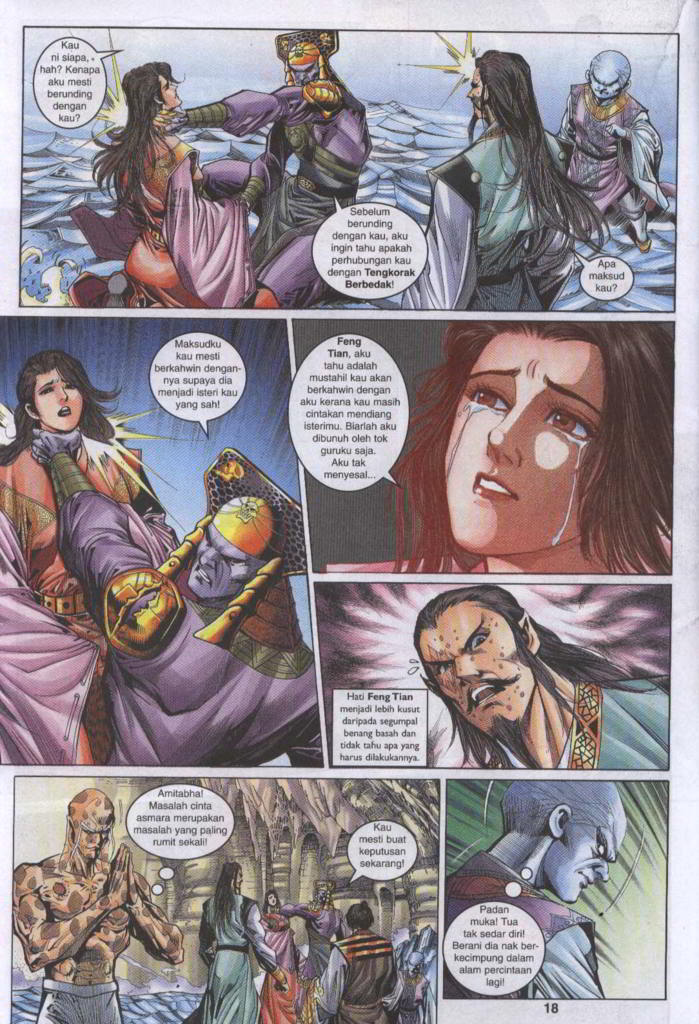 Kau
ni siapa,
hah? Kenapa
aku mesti
berunding
dengan
kau?
Sebelum
berunding
dengan kau, aku
ingin tahu apakah
perhubungan kau
dengan Tengkorak
Berbedak!
Apa
maksud
kau?
Maksudku
kau mesti
berkahwin dengan-
nya supaya dia
menjadi isteri kau
yang sah!
Feng
Tian, aku
tahu adalah
mustahil kau akan
berkahwin dengan
aku kerana kau masih
cintakan mendiang
isterimu. Biarlah aku
dibunuh oleh tok
guruku saja.
Aku tak
menyesal...
Hati Feng Tian
menjadi lebih kusut
daripada segumpal
benang basah dan
tidak tahu apa yang
harus dilakukannya.
Amitabha!
Masalah cinta
asmara merupakan
masalah yang paling
rumit sekali!
Kau
mesti buat
keputusan
sekarang!
Padan
muka! Tua
tak sedar diri!
Berani dia nak ber-
kecimpung dalam
alam percintaan
lagi!
18